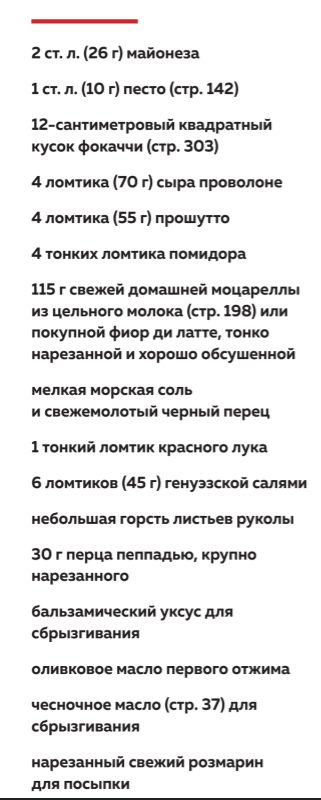 2 ст. л. (26 г) майонеза
1 ст. л. (10 г) песто (стр. 142)
12-сантиметровый квадратный
кусок фокаччи (стр. 303)
4 ломтика (70 г) сыра проволоне
4 ломтика (55 г) прошутто
4 тонких ломтика помидора
115 г свежей домашней моцареллы
из цельного молока (стр. 198) или
покупной фиор ди латте, тонко
нарезанной и хорошо обсушенной
мелкая морская соль
и свежемолотый черный перец
1 тонкий ломтик красного лука
6 ломтиков (45 г) генуэзской салями
небольшая горсть листьев руколы
30 г перца пеппадью, крупно
нарезанного
бальзамический уксус для
сбрызгивания
оливковое масло первого отжима
чесночное масло (стр. 37) для
сбрызгивания
нарезанный свежий розмарин
для посыпки